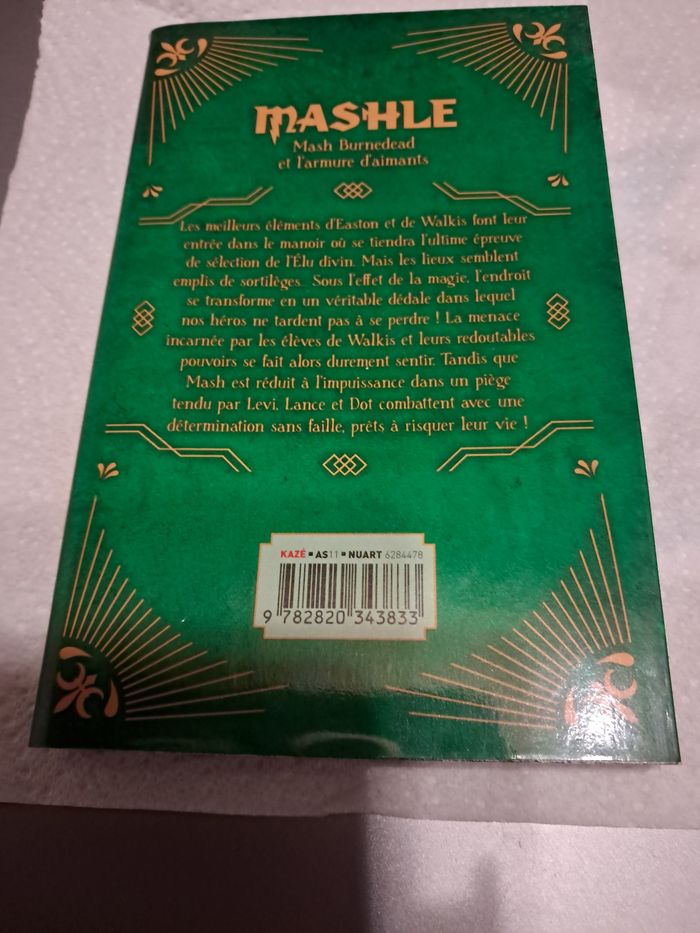 MASHLE
Mash Burnedead
et l'armure d'aimants
Les meilleurs éléments d'Easton et de Walkis font leur
entrée dans le manoir où se tiendra l'ultime épreuve
de sélection de l'Élu divin. Mais les lieux semblent
emplis de sortilèges... Sous l'effet de la magie, l'endroit
se transforme en un véritable dédale dans lequel
nos héros ne tardent pas à se perdre ! La menace
incarnée par les élèves de Walkis et leurs redoutables
pouvoirs se fait alors durement sentir. Tandis que
Mash est réduit à l'impuissance dans un piège
tendu par Levi, Lance et Dot combattent avec une
détermination sans faille, prêts à risquer leur vie !
KAZÉ ▪ AS11 ▪ NUART 6284478
9 782820 343833